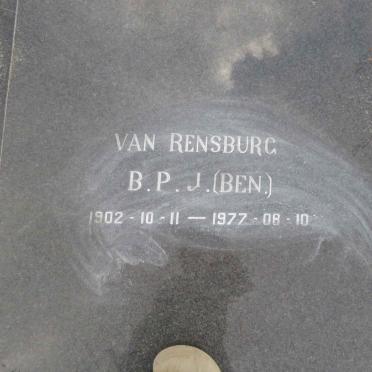 VAN RENSBURG
B.P.J.(BEN.)
1902-10-11 — 1977-08-10